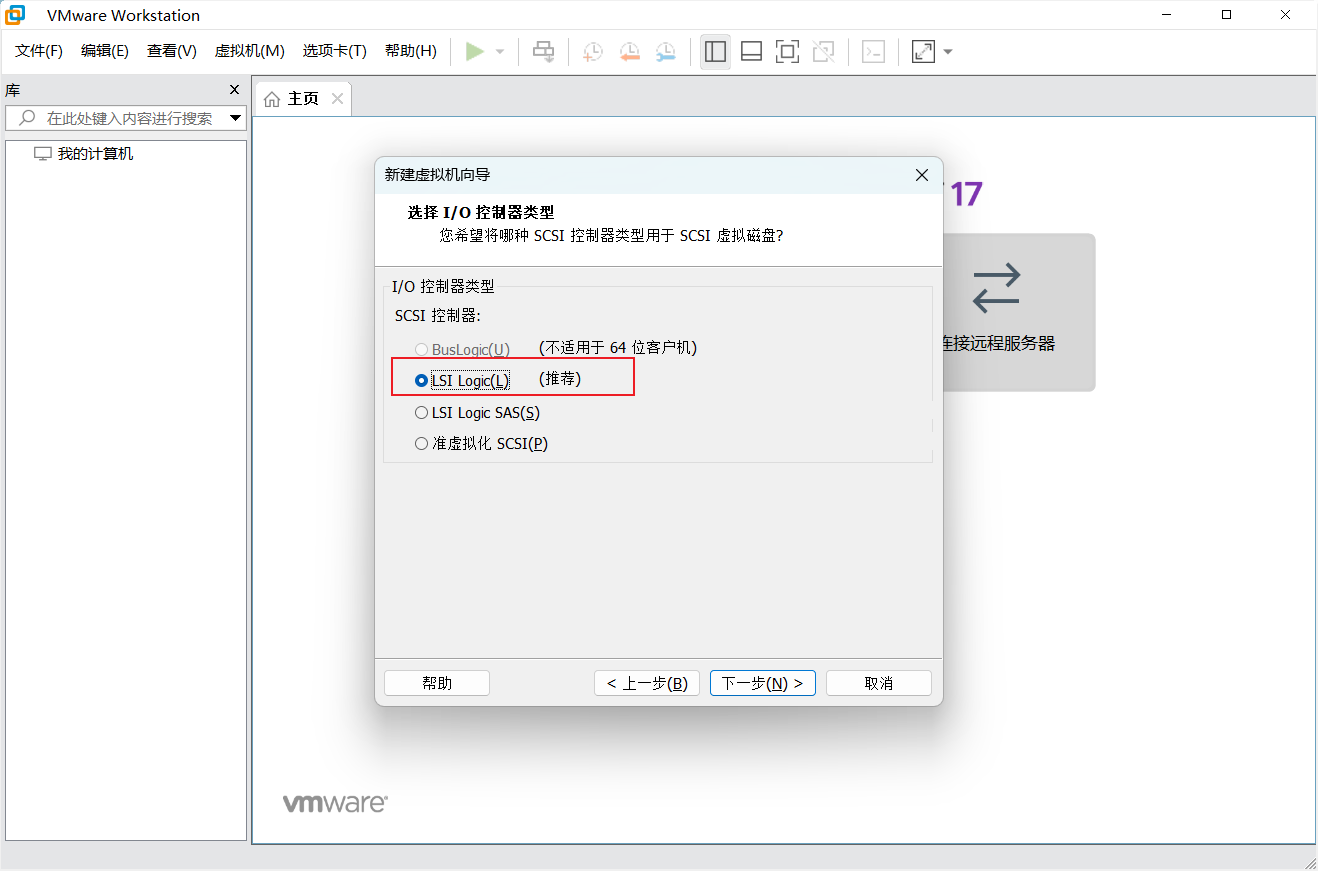 VMware Workstation
文件(F) 编辑(E) 查看(V) 虚拟机(M) 选项卡(T) 帮助(H)
库
在此处键入内容进行搜索
我的计算机
主页
17
连接远程服务器
新建虚拟机向导
选择 I/O 控制器类型
您希望将哪种 SCSI 控制器类型用于 SCSI 虚拟磁盘?
I/O 控制器类型
SCSI 控制器:
BusLogic(U) (不适用于 64 位客户机)
LSI Logic(L) (推荐)
LSI Logic SAS(S)
准虚拟化 SCSI(P)
帮助 < 上一步(B) 下一步(N) > 取消
vmware®